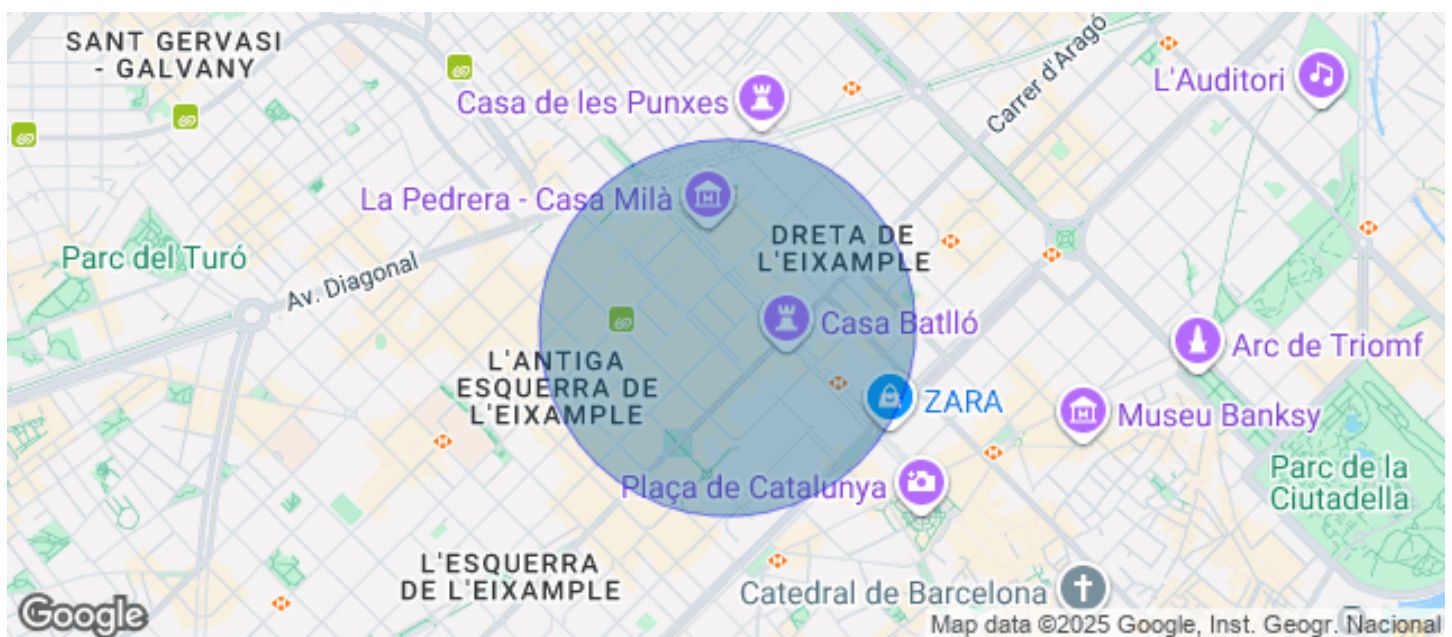 SANT GERVASI
- GALVANY
Casa de les Punxes
Carrer d'Aragó
L'Auditori
La Pedrera - Casa Milà
DRETA DE
L'EIXAMPLE
Parc del Turó
Av. Diagonal
Casa Batlló
Arc de Triomf
L'ANTIGA
ESQUERRA DE
L'EIXAMPLE
ZARA
Museu Banksy
Plaça de Catalunya
Parc de la
Ciutadella
L'ESQUERRA
DE L'EIXAMPLE
Catedral de Barcelona
Google
Map data ©2025 Google, Inst. Geogr. Nacional